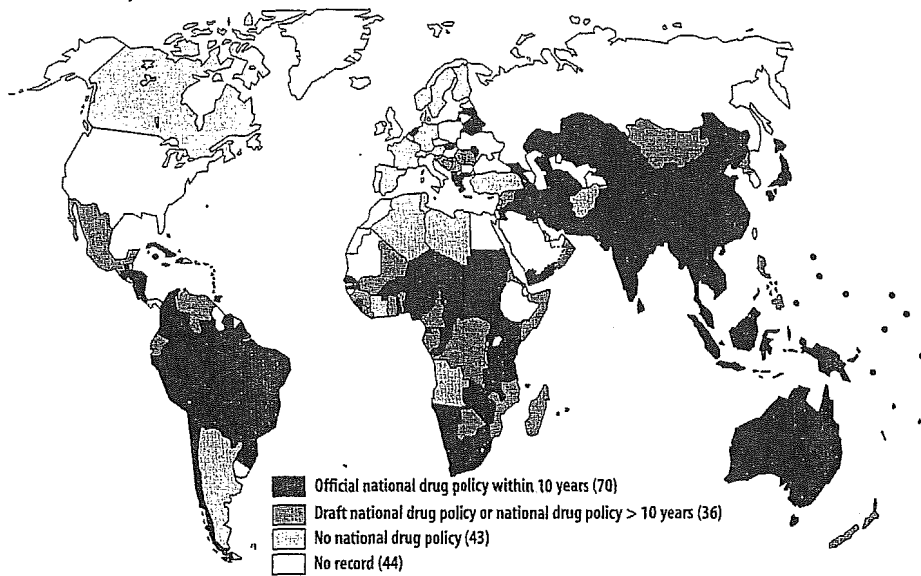 Official national drug policy within 10 years (70)
Draft national drug policy or national drug policy > 10 years (36)
No national drug policy (43)
No record (44)